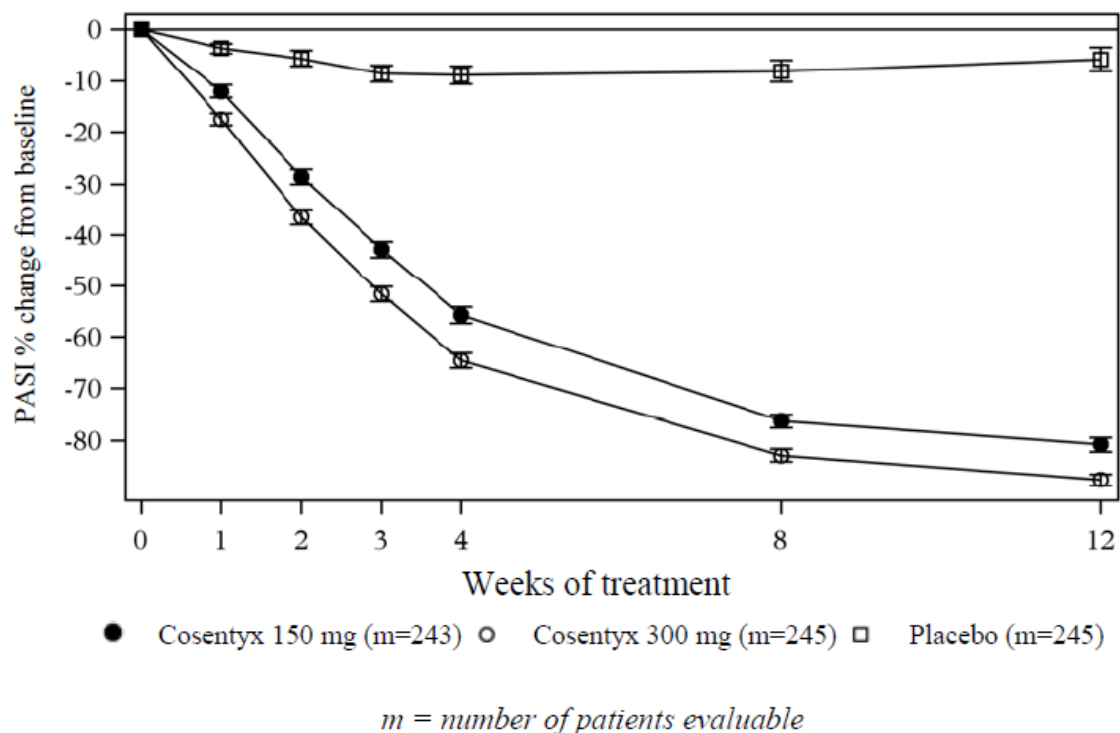 PASI % change from baseline
0
-10
-20
-30
-40
-50
-60
-70
-80
0 1 2 3 4 8 12
Weeks of treatment
Cosentyx 150 mg (m=243) Cosentyx 300 mg (m=245) Placebo (m=245)
m = number of patients evaluable